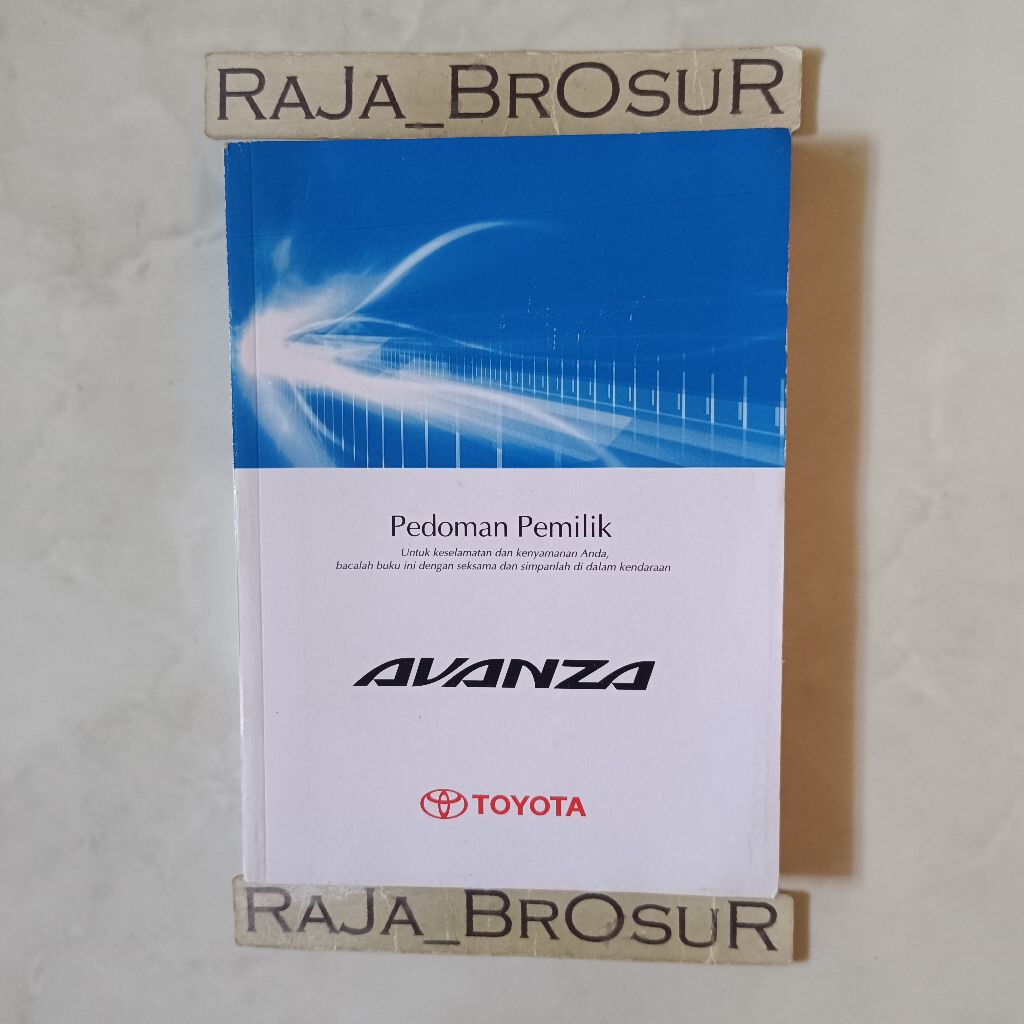 RAJA_BROSUR
Pedoman Pemilik
Untuk keselamatan dan kenyamanan Anda,
bacalah buku ini dengan seksama dan simpanlah di dalam kendaraan
AVANZA
TOYOTA
RAJA_BROSUR